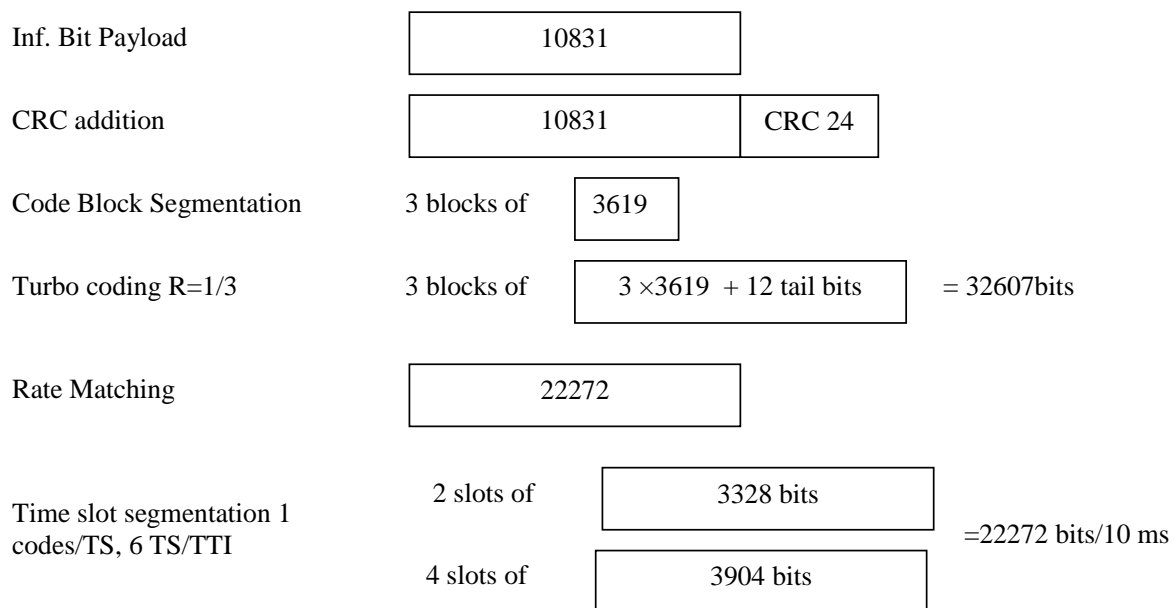 Inf. Bit Payload 10831
CRC addition 10831 CRC 24
Code Block Segmentation 3 blocks of 3619
Turbo coding R=1/3 3 blocks of 3 ×3619 + 12 tail bits = 32607bits
Rate Matching 22272
2 slots of 3328 bits
Time slot segmentation 1
codes/TS, 6 TS/TTI
=22272 bits/10 ms
4 slots of 3904 bits